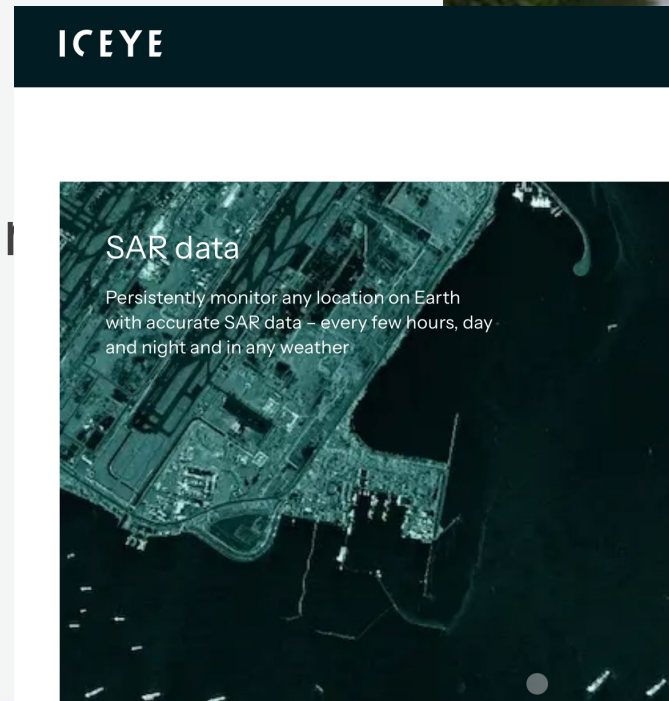 ICEYE
SAR data
Persistently monitor any location on Earth
with accurate SAR data – every few hours, day
and night and in any weather